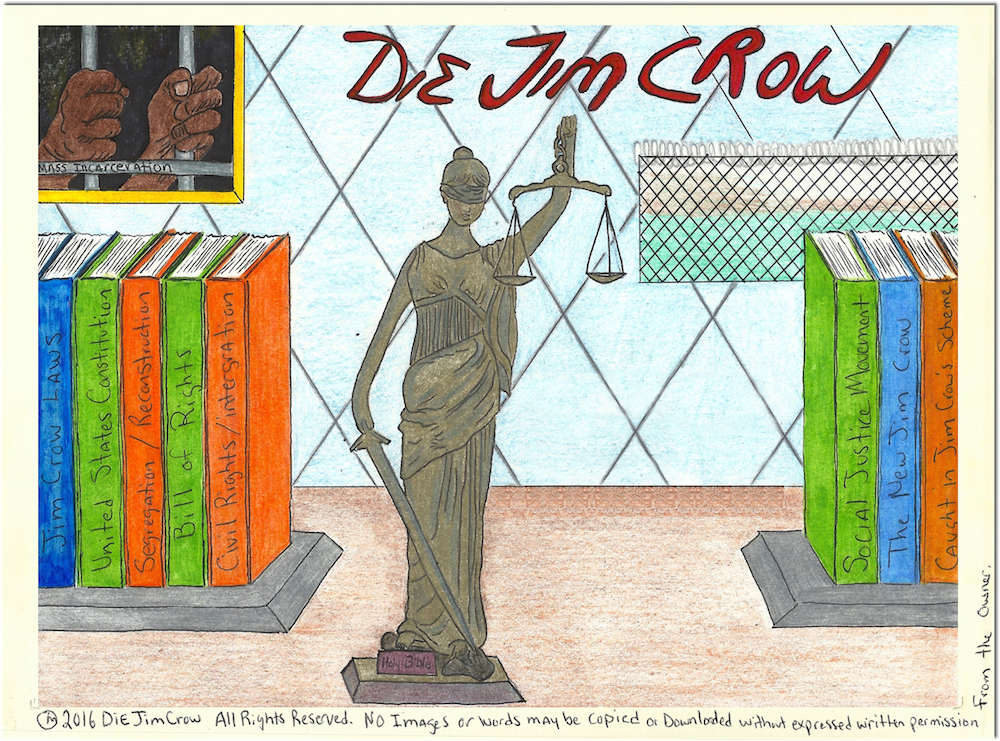 DiE Jim CROW
MASS INCARCERATION
Jim Crow LAWS
United States Constitution
Segregation / Reconstruction
Bill of Rights
Civil Rights/intergration
Social Justice Movement
The New Jim Crow
Caught In Jim Crow's Scheme
Holy Bible
2016 DiE Jim Crow All Rights Reserved. No Images or words may be copied or Downloaded without expressed written permission
From the Owner.